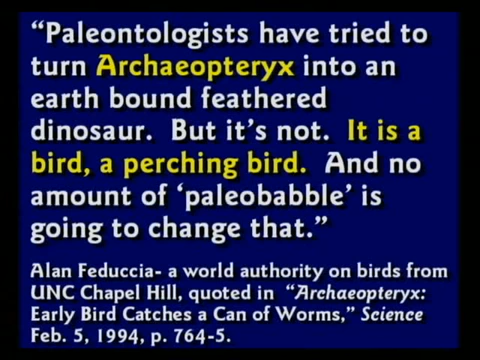 “Paleontologists have tried to
turn Archaeopteryx into an
earth bound feathered
dinosaur.  But it’s not.  It is a
bird, a perching bird.  And no
amount of ‘paleobabble’ is
going to change that.”
Alan Feduccia- a world authority on birds from
UNC Chapel Hill, quoted in  “Archaeopteryx:
Early Bird Catches a Can of Worms,” Science
Feb. 5, 1994, p. 764-5.